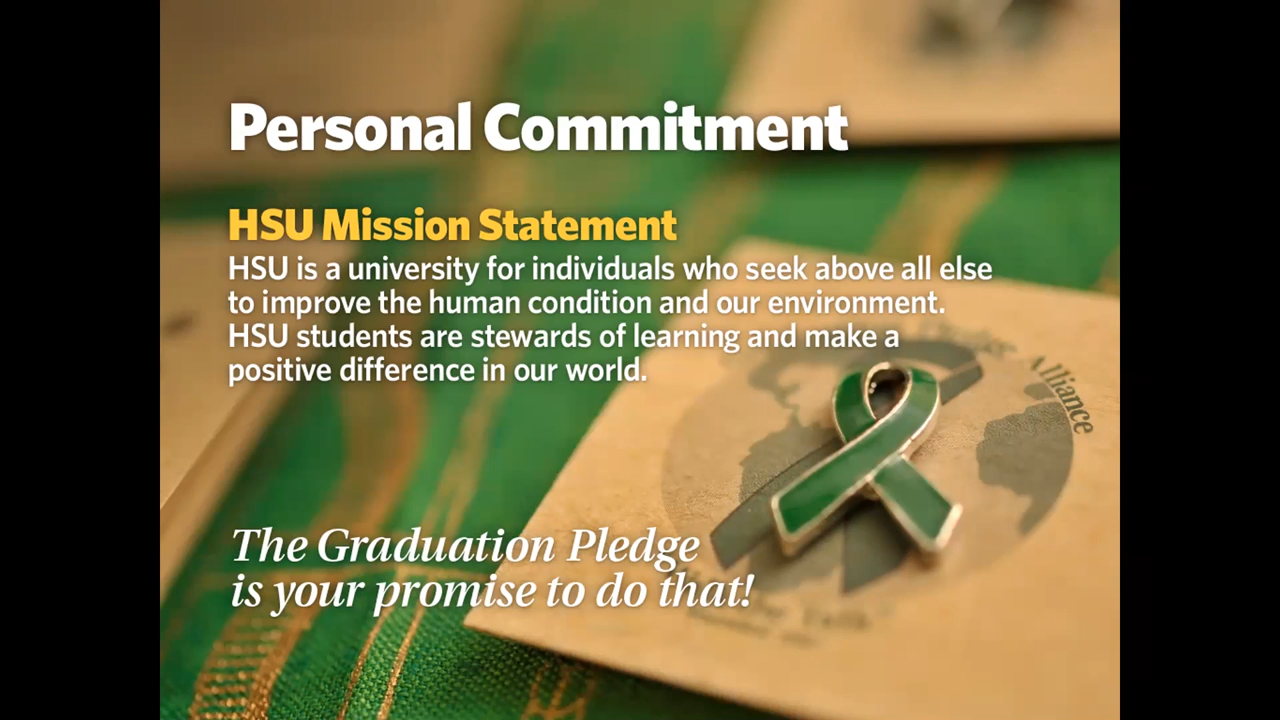 Personal Commitment
HSU Mission Statement
HSU is a university for individuals who seek above all else
to improve the human condition and our environment.
HSU students are stewards of learning and make a
positive difference in our world.
Alliance
The Graduation Pledge
is your promise to do that!